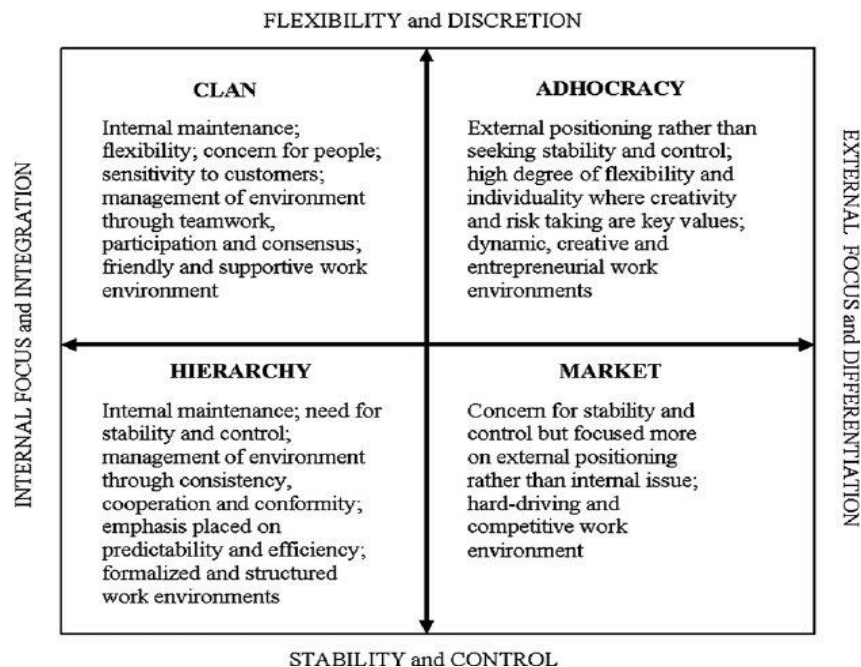 FLEXIBILITY and DISCRETION
INTERNAL FOCUS and INTEGRATION
CLAN
Internal maintenance;
flexibility; concern for people;
sensitivity to customers;
management of environment
through teamwork,
participation and consensus;
friendly and supportive work
environment
ADHOCRACY
External positioning rather than
seeking stability and control;
high degree of flexibility and
individuality where creativity
and risk taking are key values;
dynamic, creative and
entrepreneurial work
environments
EXTERNAL FOCUS and DIFFERENTIATION
HIERARCHY
Internal maintenance; need for
stability and control;
management of environment
through consistency,
cooperation and conformity;
emphasis placed on
predictability and efficiency;
formalized and structured
work environments
MARKET
Concern for stability and
control but focused more
on external positioning
rather than internal issue;
hard-driving and
competitive work
environment
STABILITY and CONTROL